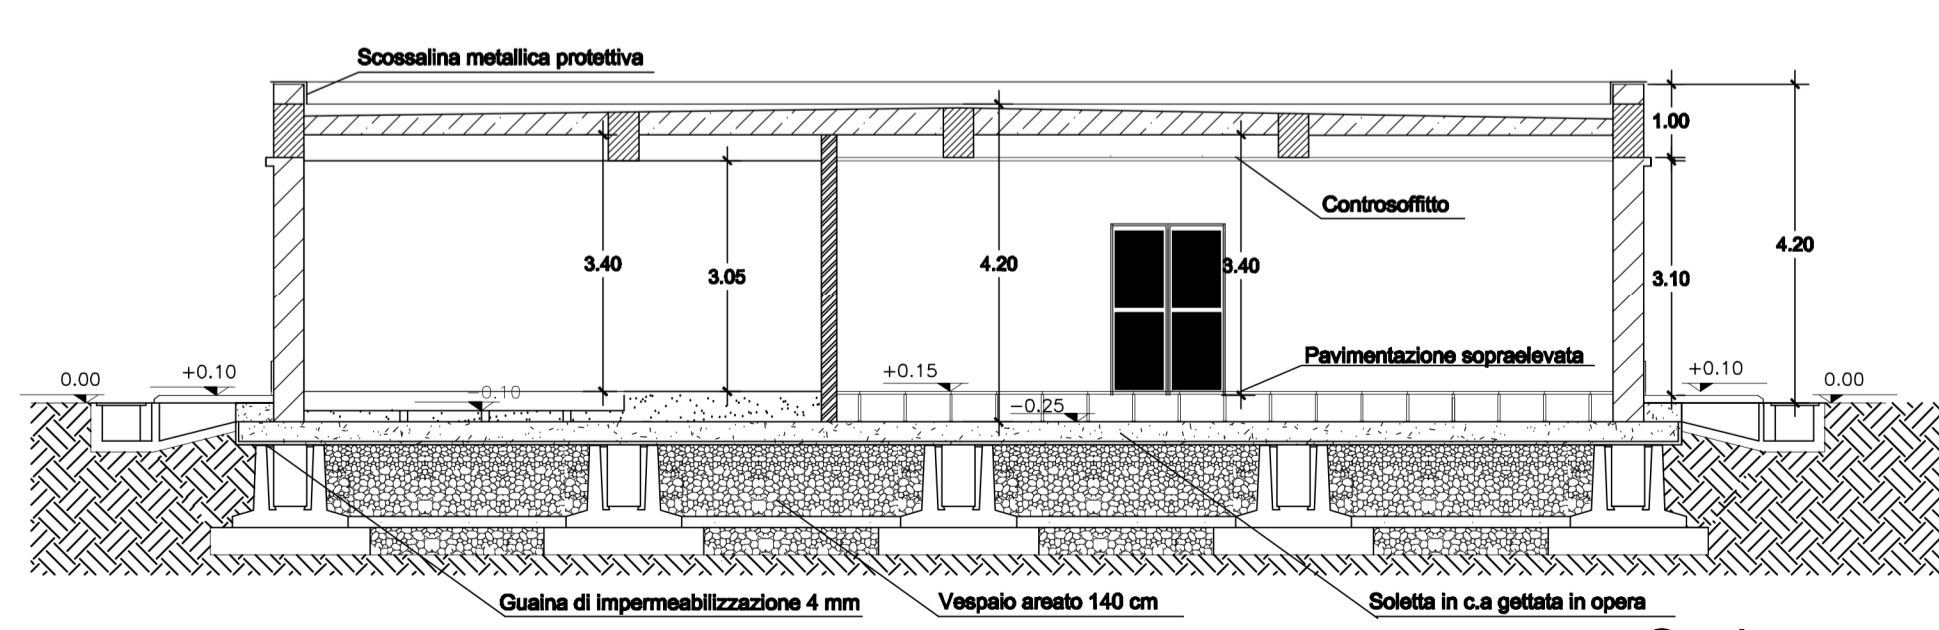 Scossalina metallica protettiva
1.00
Controsoffitto
3.40
3.05
4.20
3.40
3.10
4.20
Pavimentazione sopraelevata
0.00
+0.10
-0.10
+0.15
-0.25
+0.10
0.00
Guaina di impermeabilizzazione 4 mm
Vespaio areato 140 cm
Soletta in c.a gettata in opera